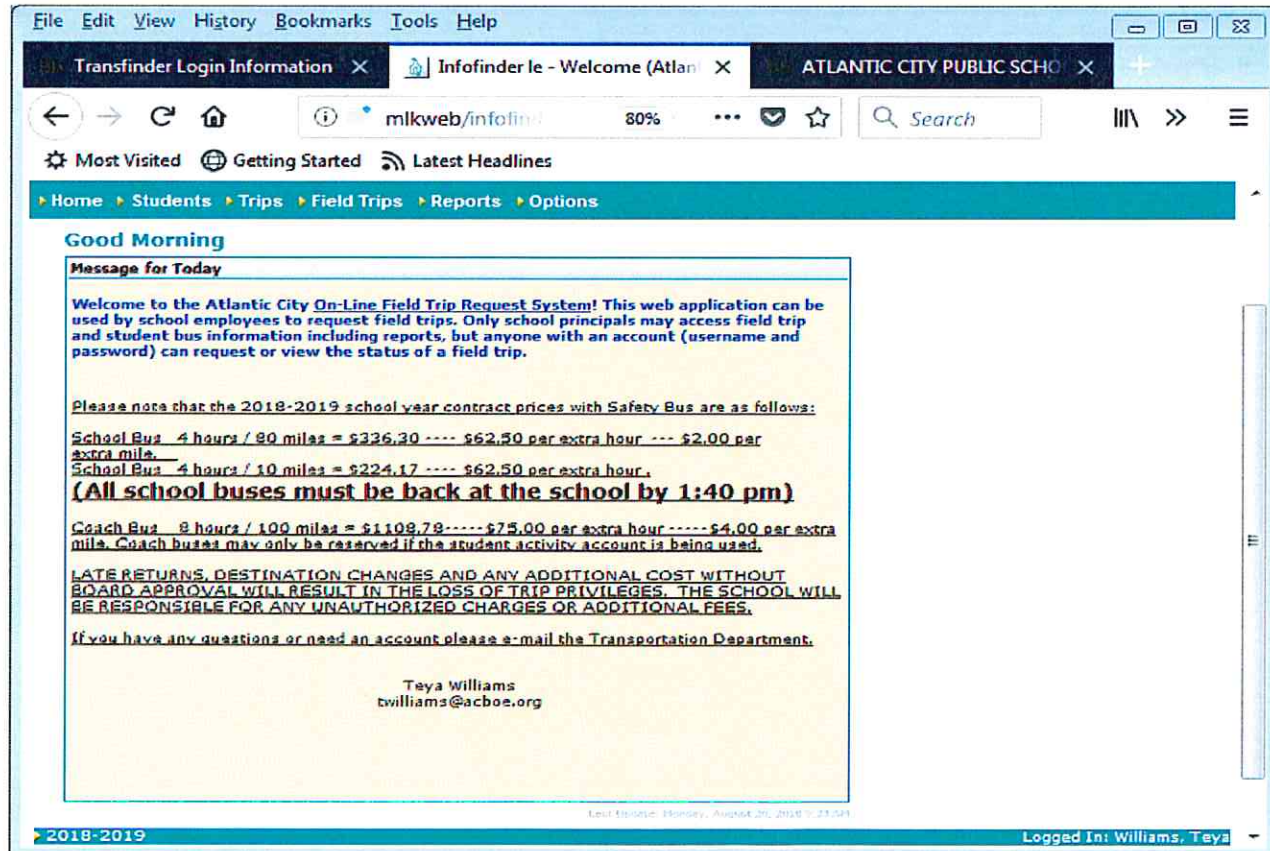 File Edit View History Bookmarks Tools Help
Transfinder Login Information
Infofinder le - Welcome (Atlan
ATLANTIC CITY PUBLIC SCHO
mlkweb/infofin
80%
Search
Most Visited Getting Started Latest Headlines
Home Students Trips Field Trips Reports Options
Good Morning
Message for Today
Welcome to the Atlantic City On-Line Field Trip Request System! This web application can be
used by school employees to request field trips. Only school principals may access field trip
and student bus information including reports, but anyone with an account (username and
password) can request or view the status of a field trip.
Please note that the 2018-2019 school year contract prices with Safety Bus are as follows:
School Bus 4 hours / 80 miles = $336.30 ---- $62.50 per extra hour --- $2.00 per
extra mile.
School Bus 4 hours / 10 miles = $224.17 ---- $62.50 per extra hour.
(All school buses must be back at the school by 1:40 pm)
Coach Bus 8 hours / 100 miles = $1108.78-----$75.00 per extra hour-----$4.00 per extra
mile. Coach buses may only be reserved if the student activity account is being used.
LATE RETURNS, DESTINATION CHANGES AND ANY ADDITIONAL COST WITHOUT
BOARD APPROVAL WILL RESULT IN THE LOSS OF TRIP PRIVILEGES. THE SCHOOL WILL
BE RESPONSIBLE FOR ANY UNAUTHORIZED CHARGES OR ADDITIONAL FEES.
If you have any questions or need an account please e-mail the Transportation Department.
Teya Williams
twilliams@acboe.org
Last Update: Monday, August 20, 2018
2018-2019
Logged In: Williams, Teya